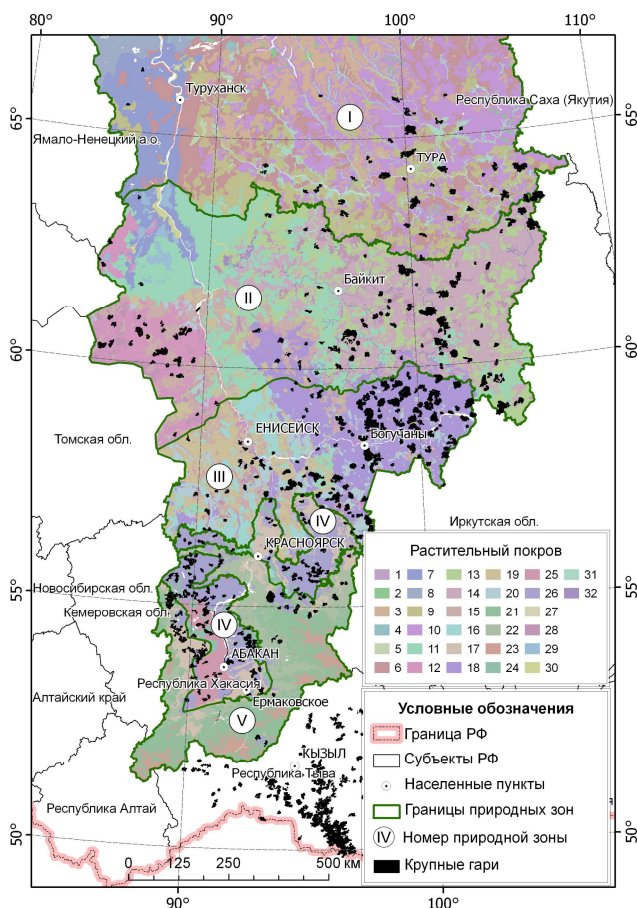 80° 90° 100° 110°
Туруханск
65° Республика Саха (Якутия) 65°
I
Ямало-Ненецкий а.о.
ТУРА
Байкит
II
60° 60°
Томская обл.
ЕНИСЕЙСК
Богучаны
III
IV
Иркутская обл.
КРАСНОЯРСК
Новосибирская обл.
55° 55°
Кемеровская обл.
IV
АБАКАН
Республика Хакасия
Алтайский край
Ермаковское
V
КЫЗЫЛ
Республика Тыва
Республика Алтай
50° 50°
0 125 250 500 км
90° 100°
Растительный покров
1 7 13 19 25 31
2 8 14 20 26 32
3 9 15 21 27
4 10 16 22 28
5 11 17 23 29
6 12 18 24 30
Условные обозначения
Граница РФ
Субъекты РФ
Населенные пункты
Границы природных зон
IV Номер природной зоны
Крупные гари